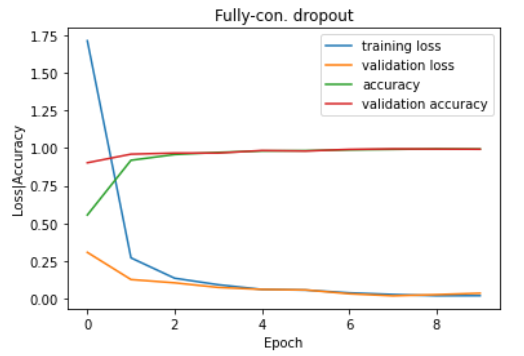 Fully-con. dropout
training loss
validation loss
accuracy
validation accuracy
Loss|Accuracy
1.75
1.50
1.25
1.00
0.75
0.50
0.25
0.00
0 2 4 6 8
Epoch